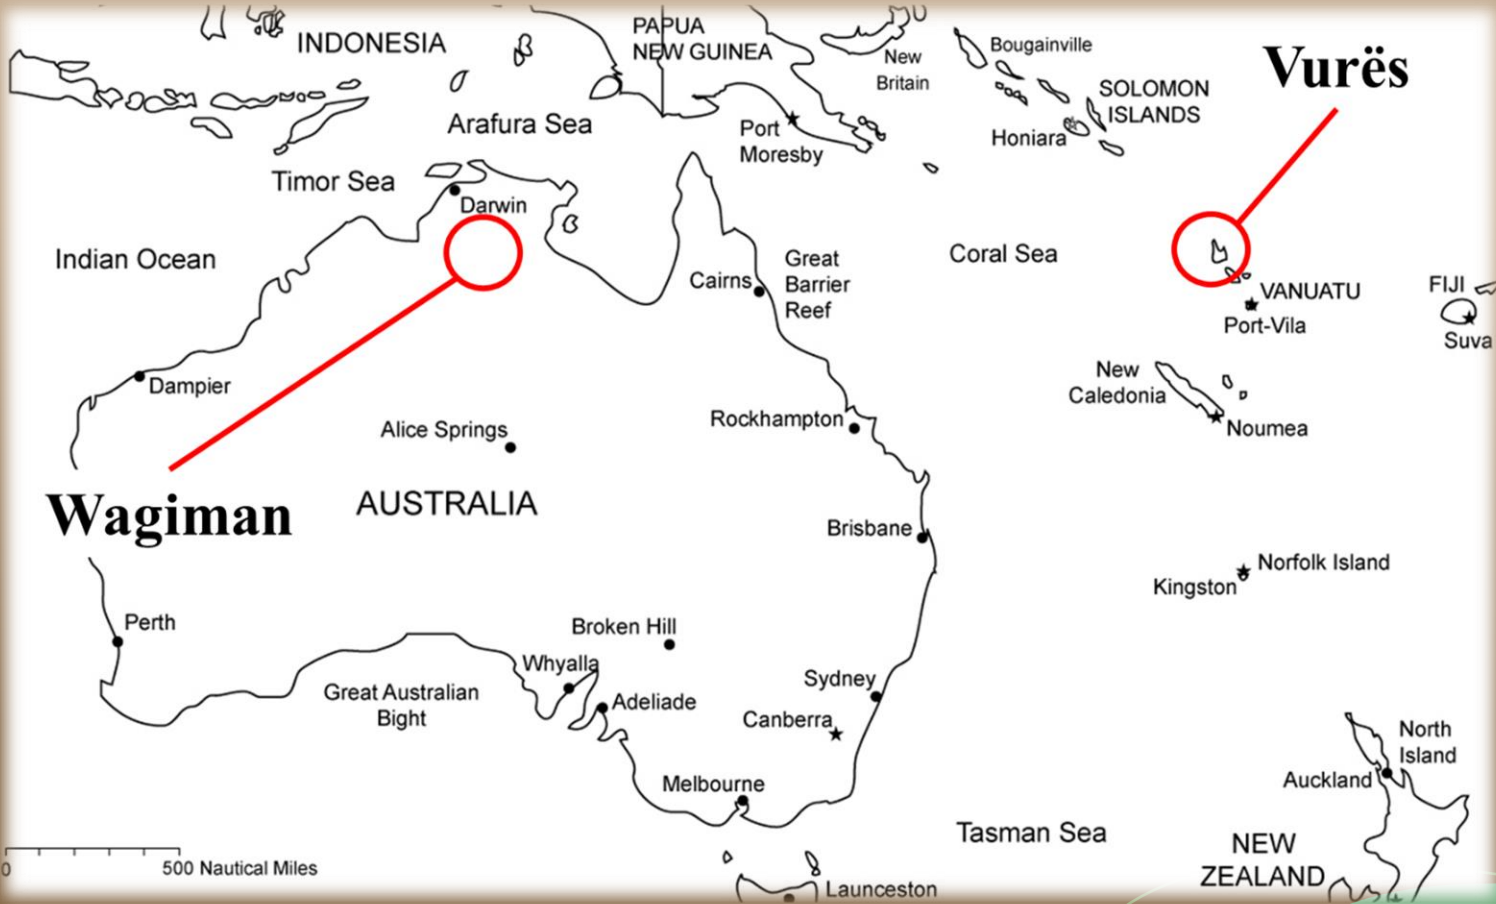 PAPUA
NEW GUINEA
INDONESIA
New
Britain
Bougainville
Vurës
SOLOMON
ISLANDS
Arafura Sea
Port
Moresby
Honiara
Timor Sea
Darwin
Indian Ocean
Coral Sea
Great
Barrier
Reef
Cairns
VANUATU
Port-Vila
FIJI
Suva
Dampier
New
Caledonia
Noumea
Alice Springs
Rockhampton
Wagiman
AUSTRALIA
Brisbane
Norfolk Island
Kingston
Perth
Broken Hill
Whyalla
Great Australian
Bight
Adeliade
Sydney
Canberra
North
Island
Auckland
Melbourne
Tasman Sea
NEW
ZEALAND
0
500 Nautical Miles
Launceston